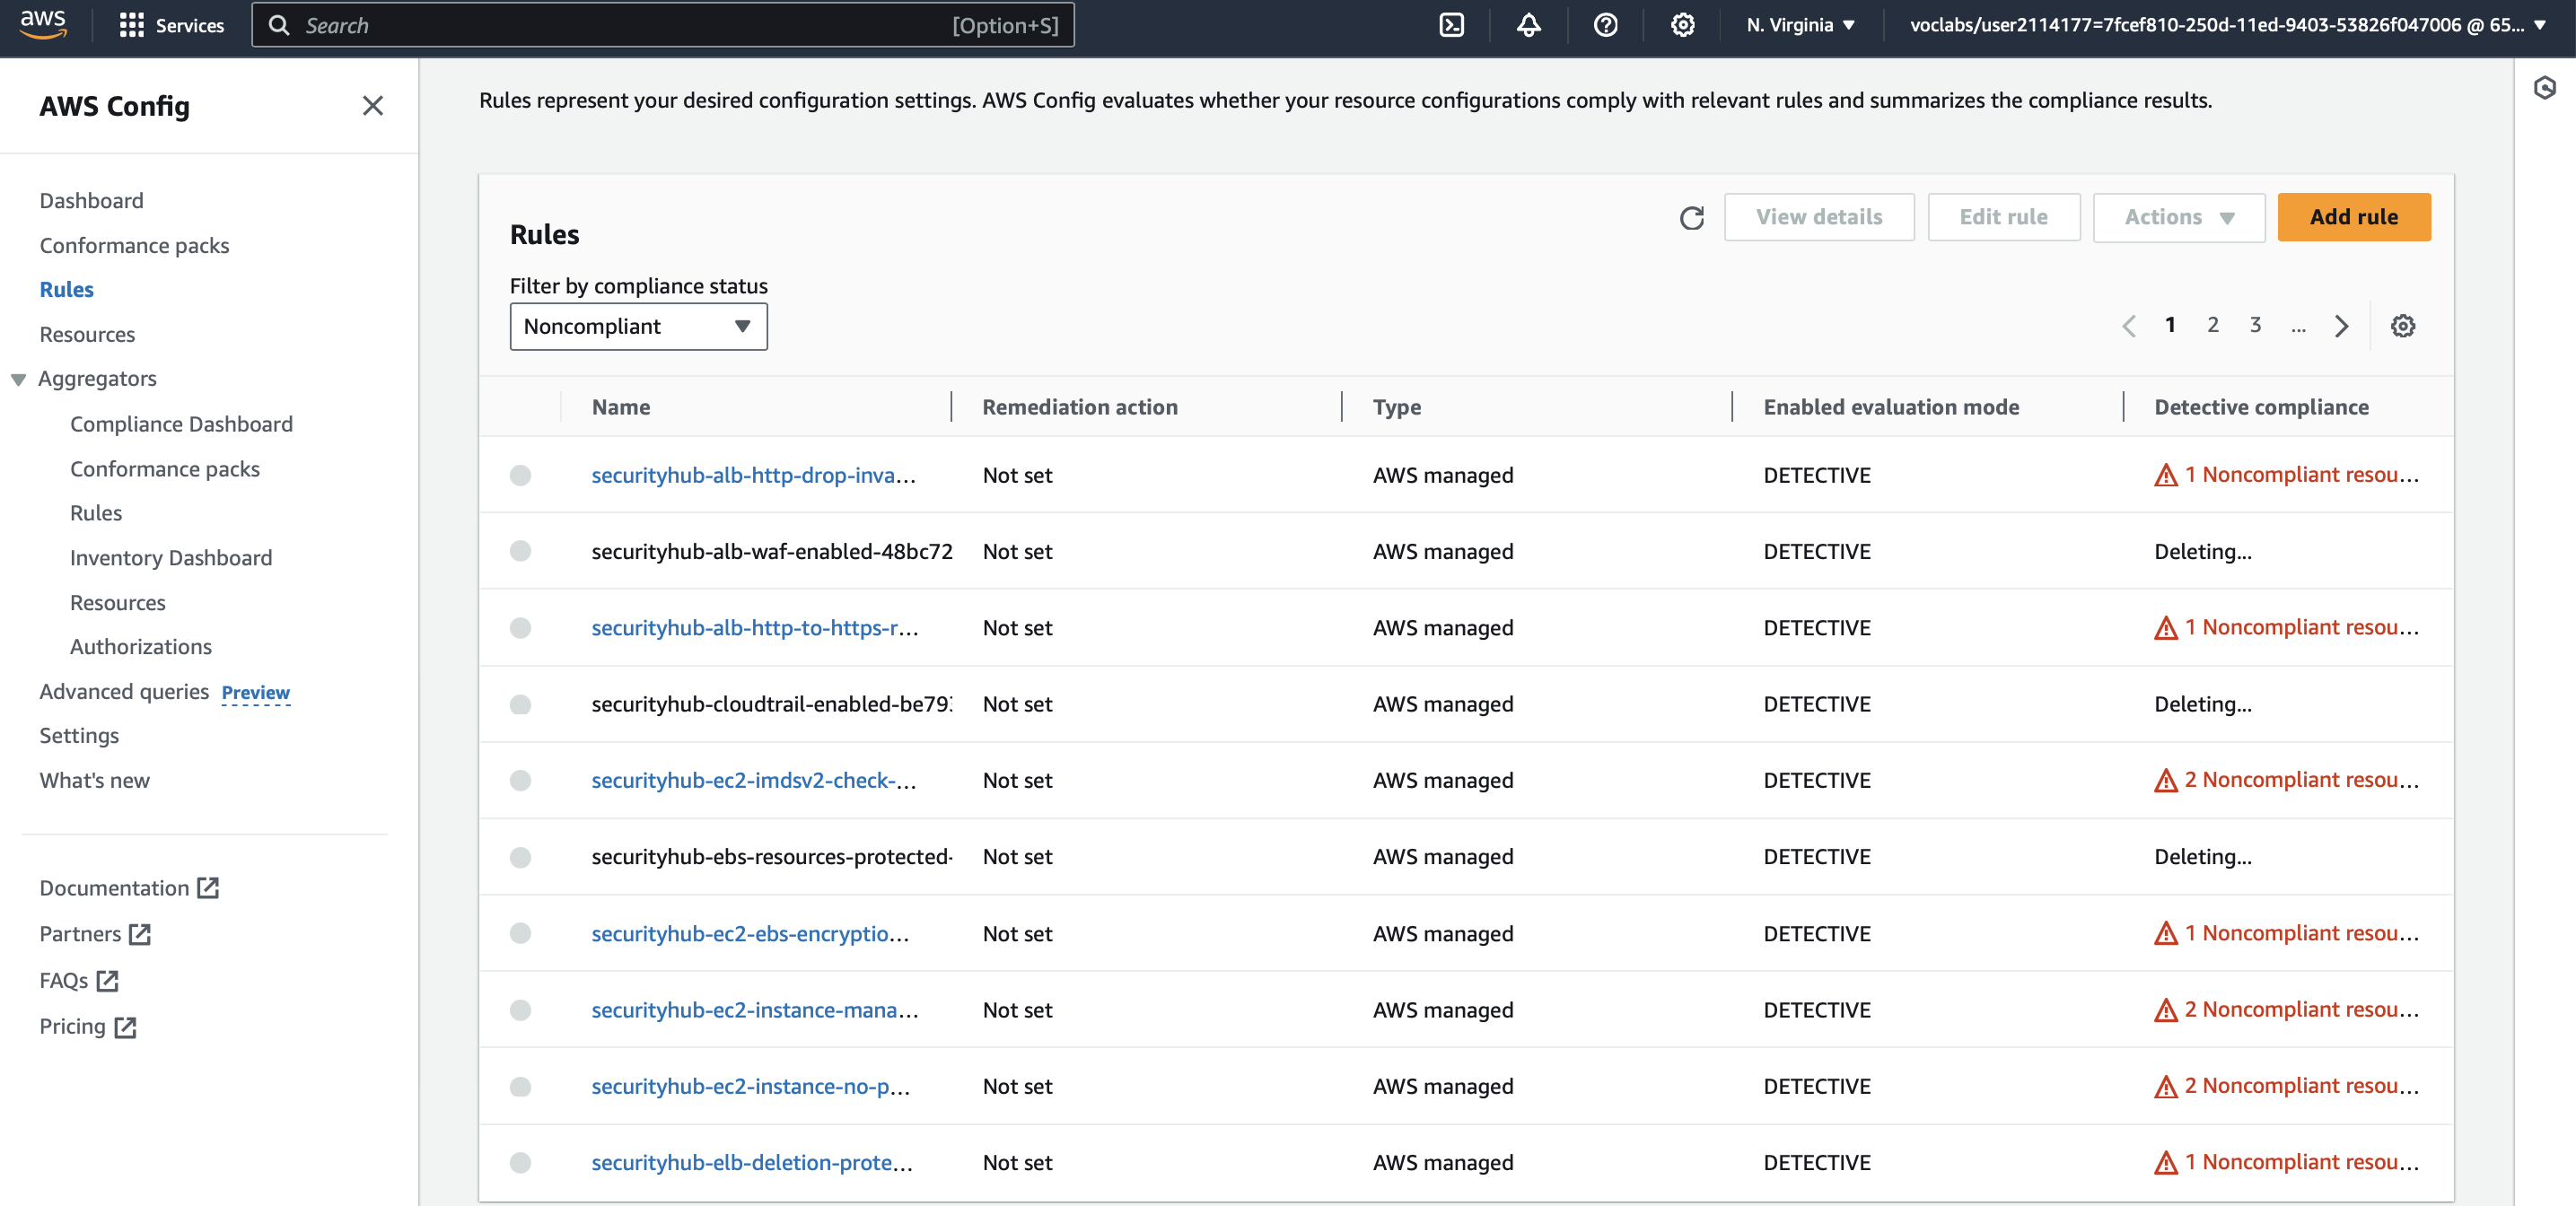 aws
Services
Search [Option+S]
N. Virginia
voclabs/user2114177=7fcef810-250d-11ed-9403-53826f047006 @ 65...
AWS Config
Dashboard
Conformance packs
Rules
Resources
Aggregators
Compliance Dashboard
Conformance packs
Rules
Inventory Dashboard
Resources
Authorizations
Advanced queries Preview
Settings
What's new
Documentation
Partners
FAQs
Pricing
Rules represent your desired configuration settings. AWS Config evaluates whether your resource configurations comply with relevant rules and summarizes the compliance results.
Rules
View details
Edit rule
Actions
Add rule
Filter by compliance status
Noncompliant
1 2 3 ...
Name Remediation action Type Enabled evaluation mode Detective compliance
securityhub-alb-http-drop-inva... Not set AWS managed DETECTIVE 1 Noncompliant resou...
securityhub-alb-waf-enabled-48bc72 Not set AWS managed DETECTIVE Deleting...
securityhub-alb-http-to-https-r... Not set AWS managed DETECTIVE 1 Noncompliant resou...
securityhub-cloudtrail-enabled-be793 Not set AWS managed DETECTIVE Deleting...
securityhub-ec2-imdsv2-check-... Not set AWS managed DETECTIVE 2 Noncompliant resou...
securityhub-ebs-resources-protected- Not set AWS managed DETECTIVE Deleting...
securityhub-ec2-ebs-encryptio... Not set AWS managed DETECTIVE 1 Noncompliant resou...
securityhub-ec2-instance-mana... Not set AWS managed DETECTIVE 2 Noncompliant resou...
securityhub-ec2-instance-no-p... Not set AWS managed DETECTIVE 2 Noncompliant resou...
securityhub-elb-deletion-prote... Not set AWS managed DETECTIVE 1 Noncompliant resou...